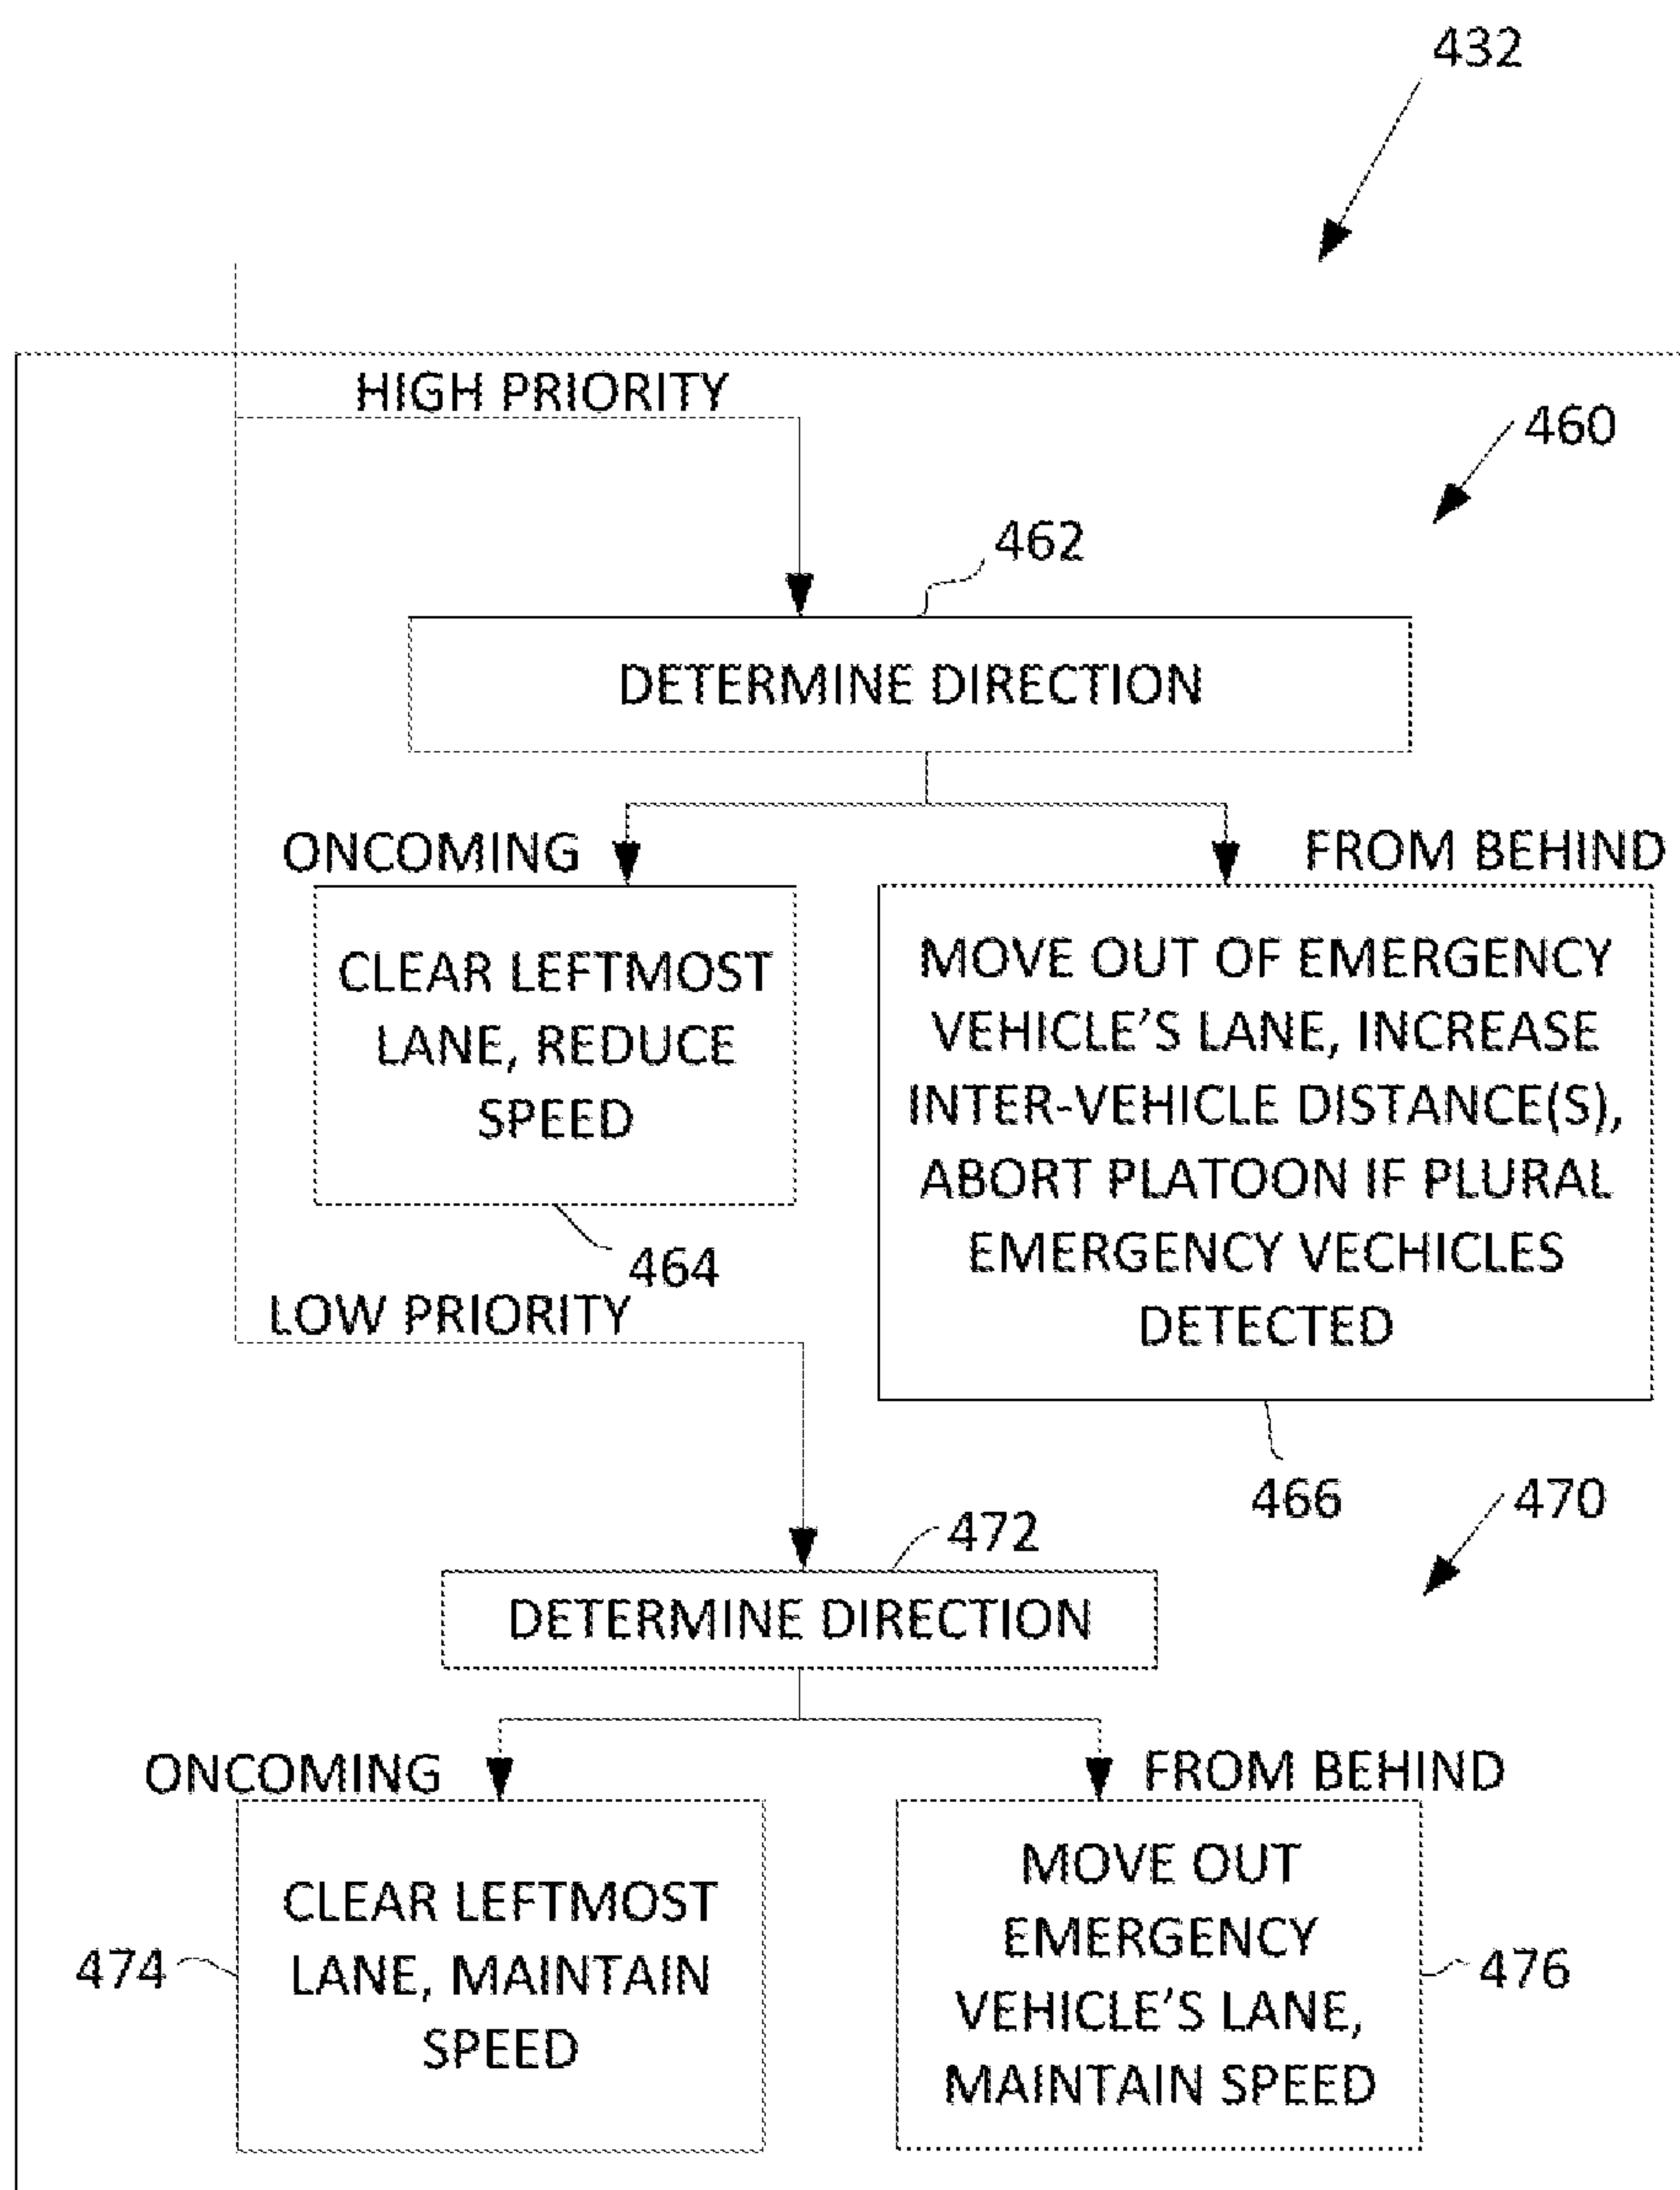 432
HIGH PRIORITY
460
462
DETERMINE DIRECTION
ONCOMING
FROM BEHIND
CLEAR LEFTMOST
LANE, REDUCE
SPEED
464
MOVE OUT OF EMERGENCY
VEHICLE'S LANE, INCREASE
INTER-VEHICLE DISTANCE(S),
ABORT PLATOON IF PLURAL
EMERGENCY VECHICLES
DETECTED
466
LOW PRIORITY
470
472
DETERMINE DIRECTION
ONCOMING
FROM BEHIND
CLEAR LEFTMOST
LANE, MAINTAIN
SPEED
474
MOVE OUT
EMERGENCY
VEHICLE'S LANE,
MAINTAIN SPEED
476